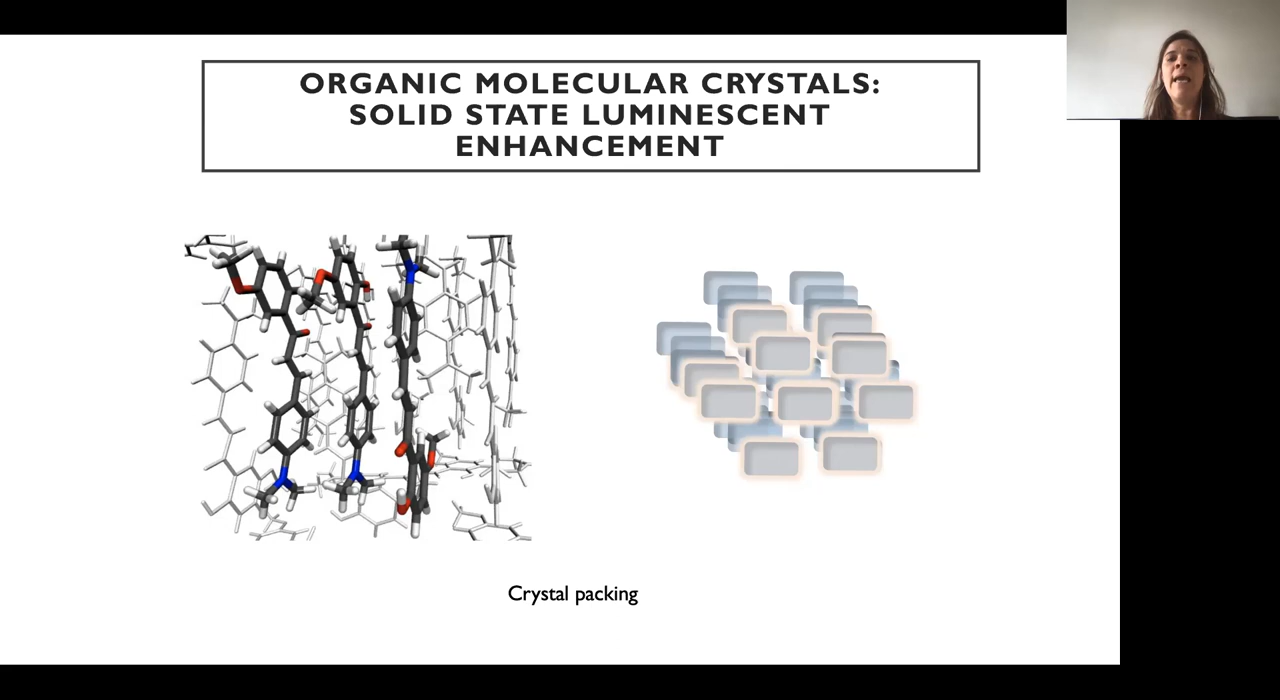 ORGANIC MOLECULAR CRYSTALS:
SOLID STATE LUMINESCENT
ENHANCEMENT
Crystal packing